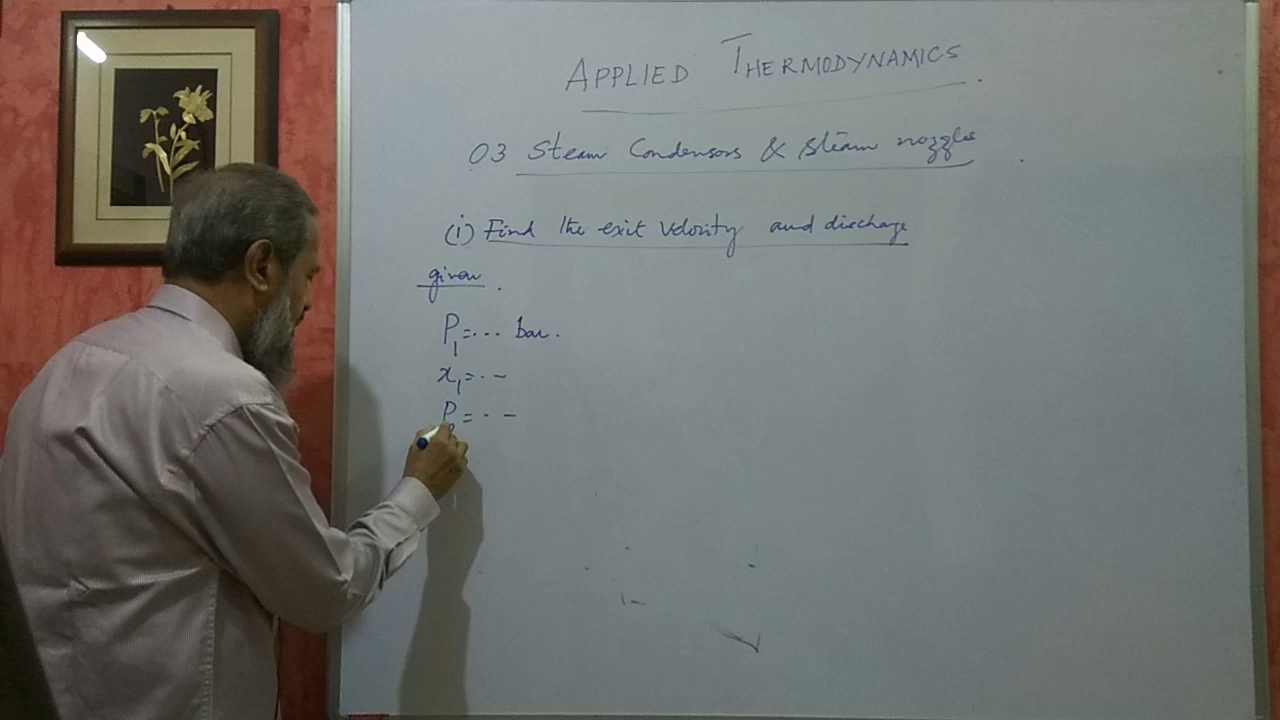 APPLIED THERMODYNAMICS.
03 Steam Condensors & Steam nozzles
(i) Find the exit velocity and discharge
given.
P1=... bar.
x1=. -
P2=. -